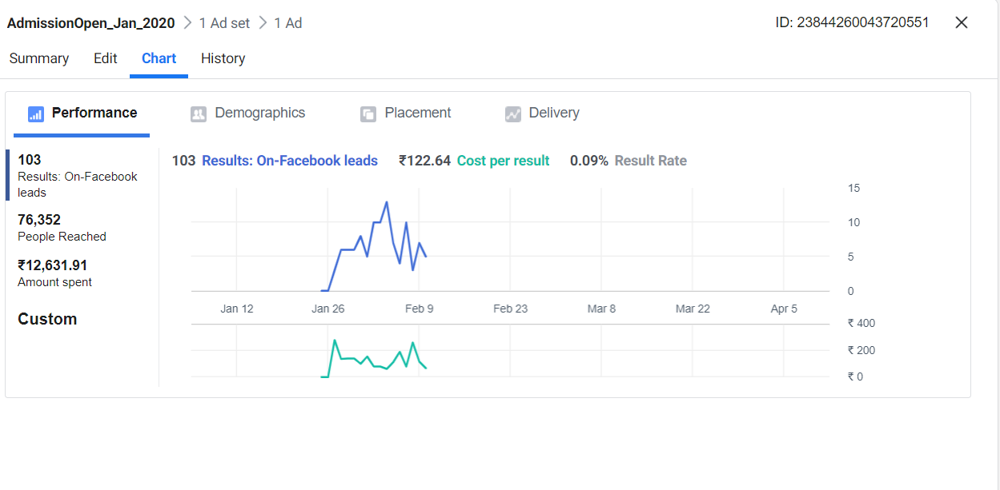 AdmissionOpen_Jan_2020 > 1 Ad set > 1 Ad
ID: 23844260043720551
Summary Edit Chart History
Performance Demographics Placement Delivery
103
Results: On-Facebook
leads
76,352
People Reached
₹12,631.91
Amount spent
Custom
103 Results: On-Facebook leads ₹122.64 Cost per result 0.09% Result Rate
15
10
5
0
Jan 12 Jan 26 Feb 9 Feb 23 Mar 8 Mar 22 Apr 5
₹ 400
₹ 200
₹ 0